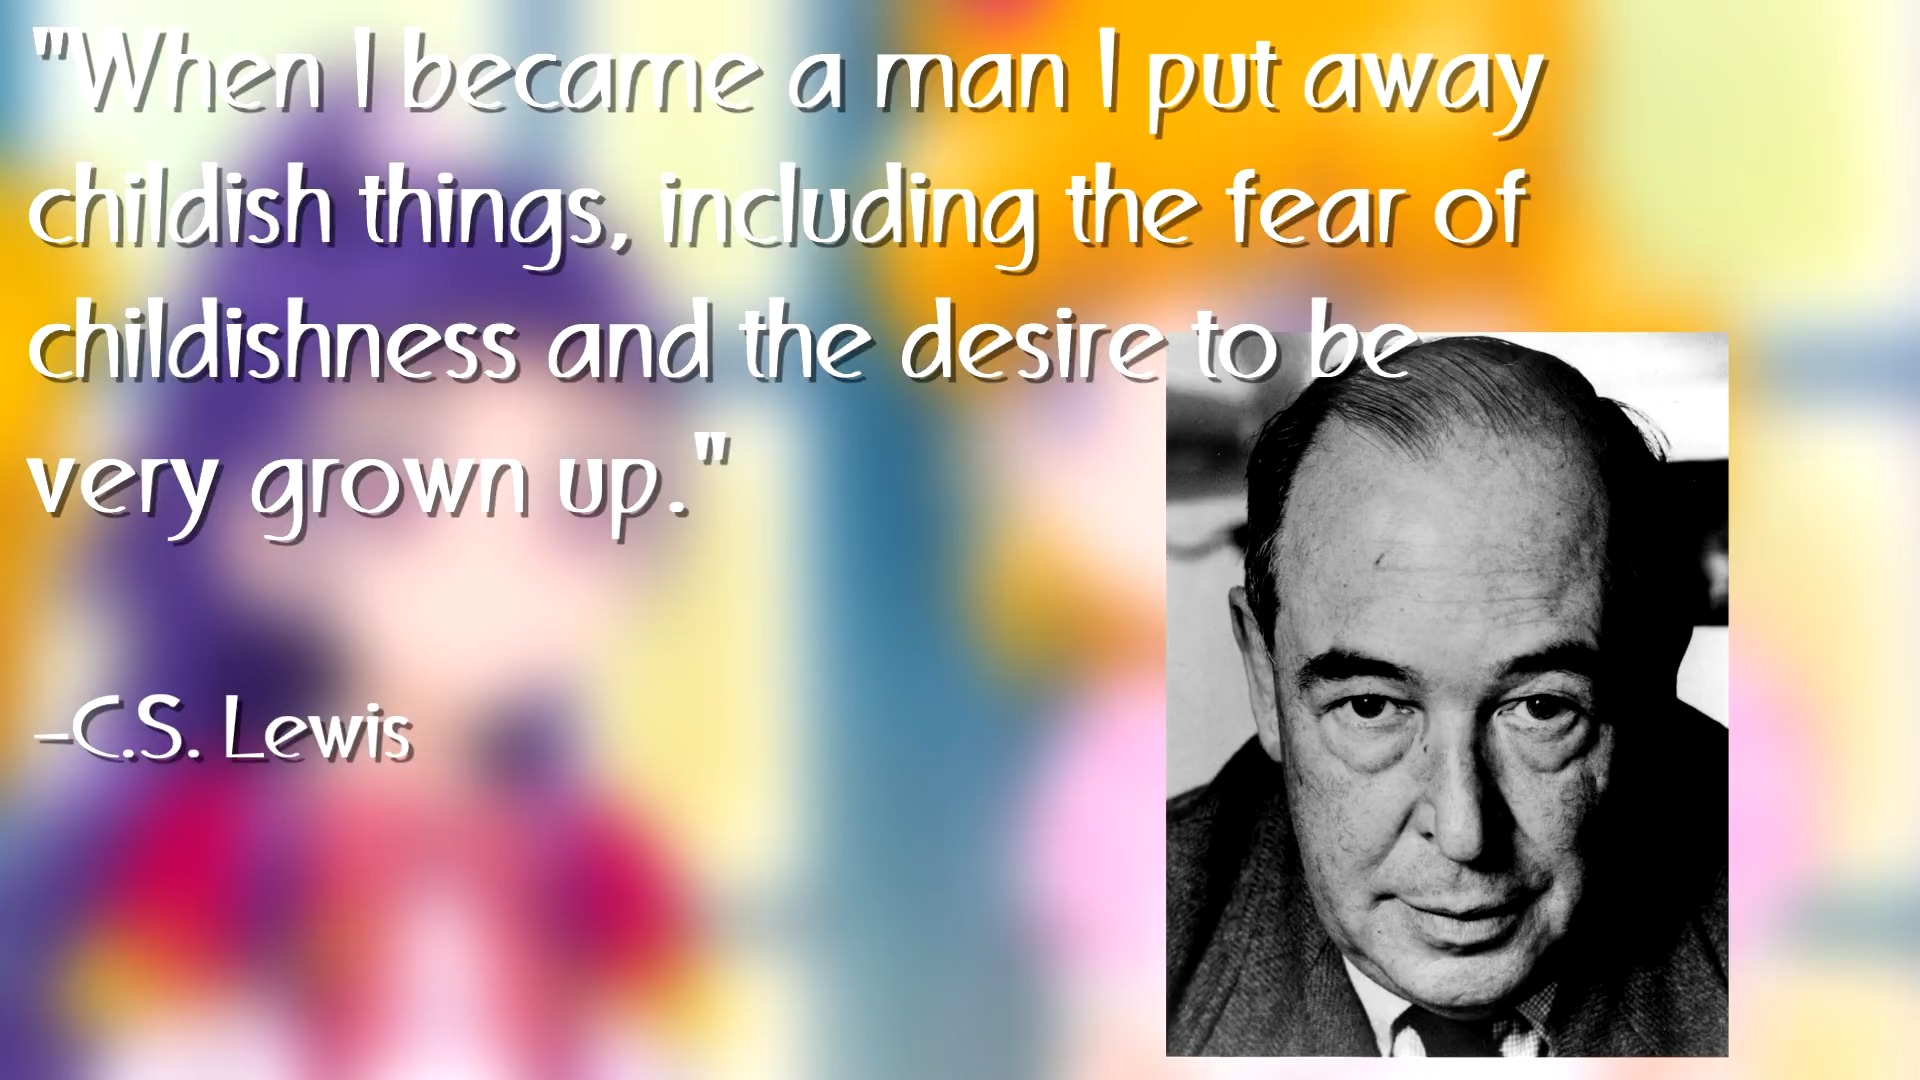 "When I became a man I put away
childish things, including the fear of
childishness and the desire to be
very grown up."
-C.S. Lewis